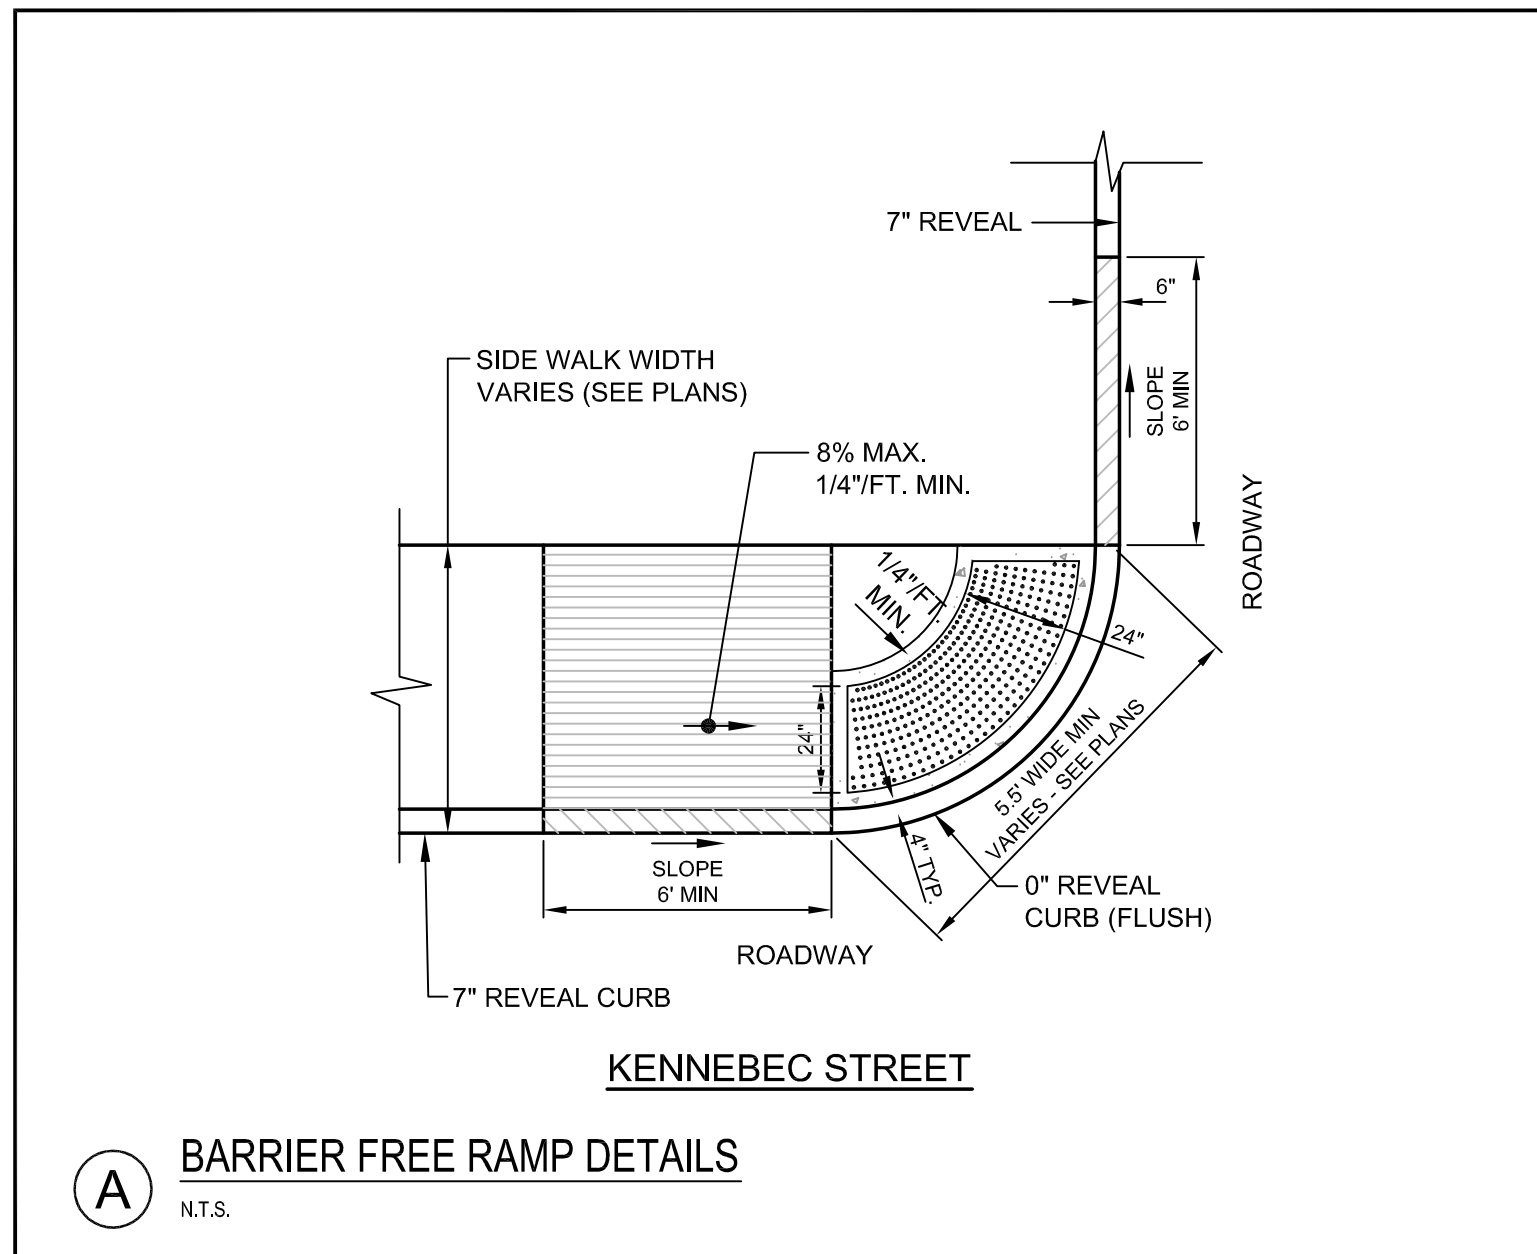 7" REVEAL
6"
SIDE WALK WIDTH
VARIES (SEE PLANS)
SLOPE
6' MIN
8% MAX.
1/4"/FT. MIN.
ROADWAY
1/4"/FT.
MIN.
24"
24"
5.5' WIDE MIN
VARIES - SEE PLANS
4" TYP.
SLOPE
6' MIN
0" REVEAL
CURB (FLUSH)
ROADWAY
7" REVEAL CURB
KENNEBEC STREET
A
BARRIER FREE RAMP DETAILS
N.T.S.